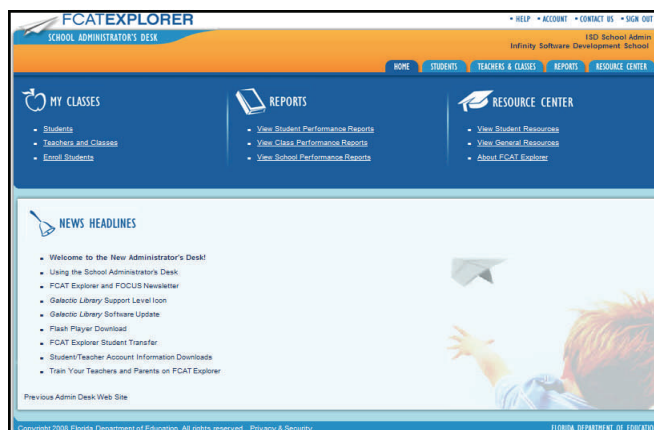 FCATEXPLORER
• HELP • ACCOUNT • CONTACT US • SIGN OUT
SCHOOL ADMINISTRATOR'S DESK
ISD School Admin
Infinity Software Development School
HOME STUDENTS TEACHERS & CLASSES REPORTS RESOURCE CENTER
MY CLASSES
Students
Teachers and Classes
Enroll Students
REPORTS
View Student Performance Reports
View Class Performance Reports
View School Performance Reports
RESOURCE CENTER
View Student Resources
View General Resources
About FCAT Explorer
NEWS HEADLINES
Welcome to the New Administrator's Desk!
Using the School Administrator's Desk
FCAT Explorer and FOCUS Newsletter
Galactic Library Support Level Icon
Galactic Library Software Update
Flash Player Download
FCAT Explorer Student Transfer
Student/Teacher Account Information Downloads
Train Your Teachers and Parents on FCAT Explorer
Previous Admin Desk Web Site
Copyright 2008 Florida Department of Education. All rights reserved. Privacy & Security
FLORIDA DEPARTMENT OF EDUCATIO